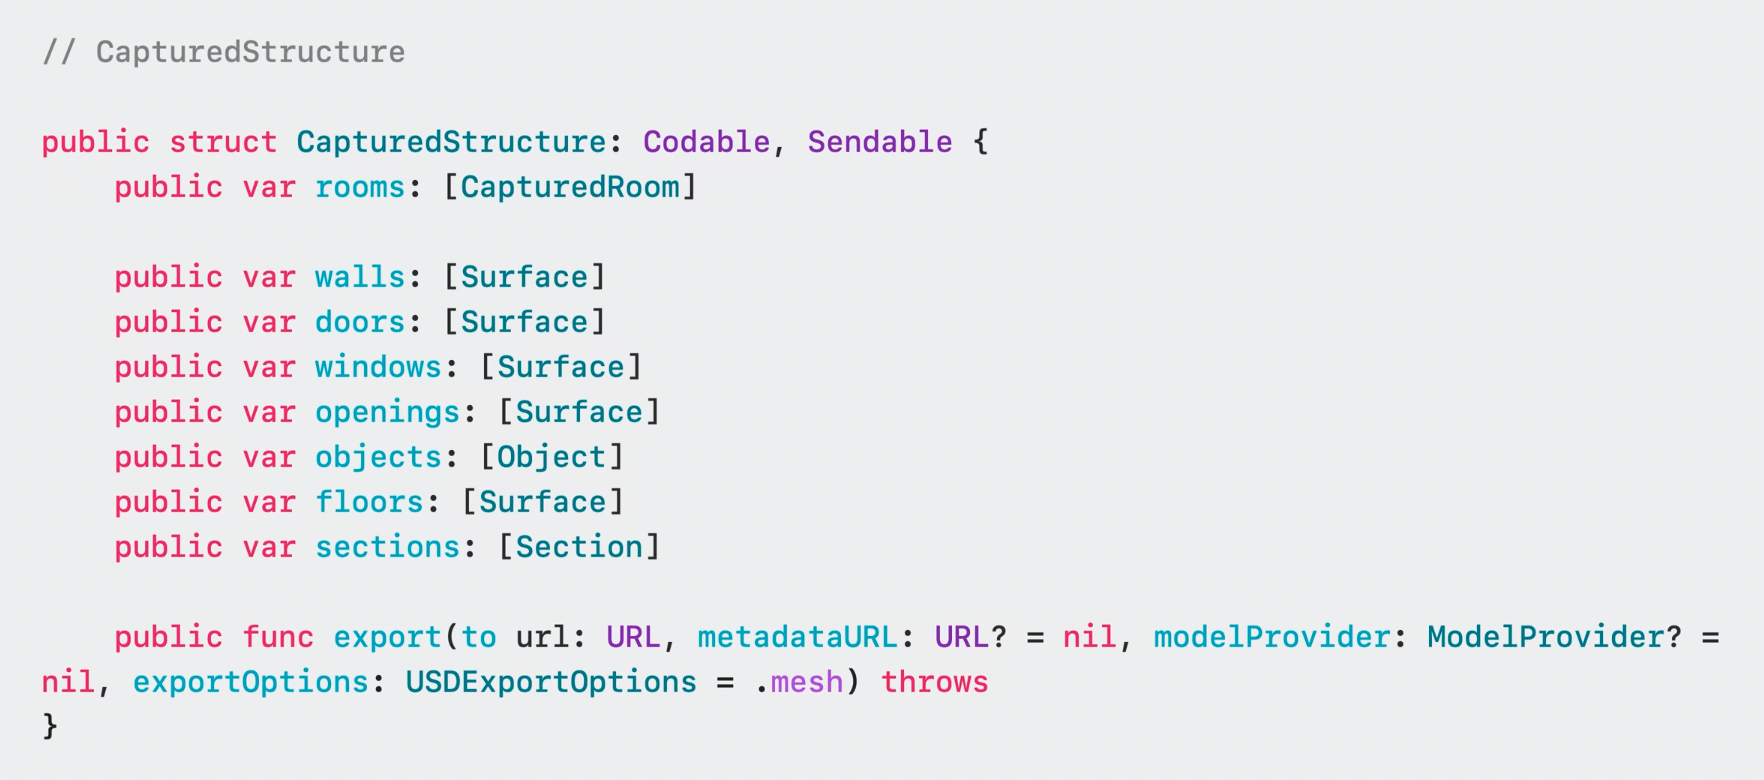 // CapturedStructure

public struct CapturedStructure: Codable, Sendable {
    public var rooms: [CapturedRoom]

    public var walls: [Surface]
    public var doors: [Surface]
    public var windows: [Surface]
    public var openings: [Surface]
    public var objects: [Object]
    public var floors: [Surface]
    public var sections: [Section]

    public func export(to url: URL, metadataURL: URL? = nil, modelProvider: ModelProvider? =
nil, exportOptions: USDExportOptions = .mesh) throws
}